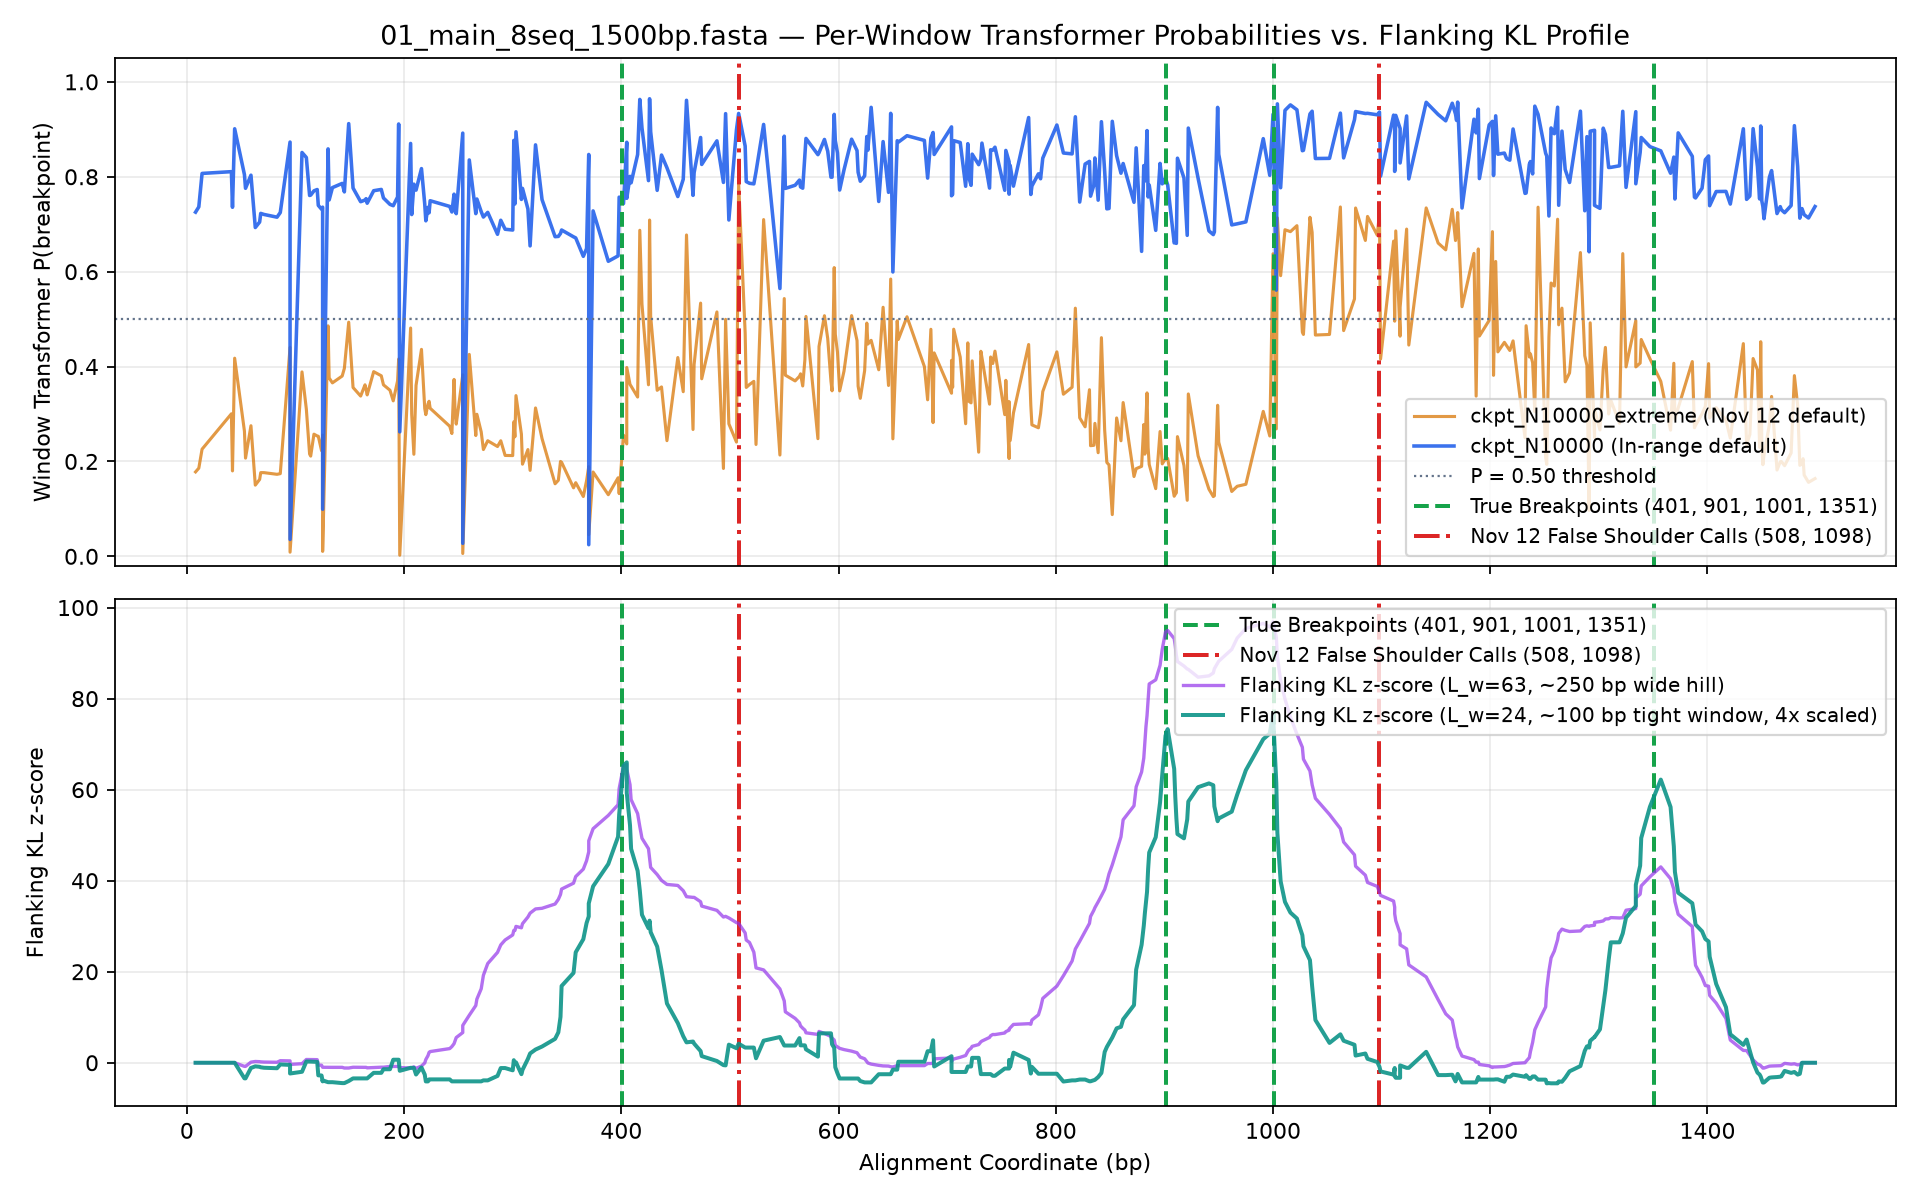 01_main_8seq_1500bp.fasta — Per-Window Transformer Probabilities vs. Flanking KL Profile
Window Transformer P(breakpoint)
1.0
0.8
0.6
0.4
0.2
0.0
ckpt_N10000_extreme (Nov 12 default)
ckpt_N10000 (In-range default)
P = 0.50 threshold
True Breakpoints (401, 901, 1001, 1351)
Nov 12 False Shoulder Calls (508, 1098)
Flanking KL z-score
100
80
60
40
20
0
True Breakpoints (401, 901, 1001, 1351)
Nov 12 False Shoulder Calls (508, 1098)
Flanking KL z-score (L_w=63, ~250 bp wide hill)
Flanking KL z-score (L_w=24, ~100 bp tight window, 4x scaled)
0 200 400 600 800 1000 1200 1400
Alignment Coordinate (bp)